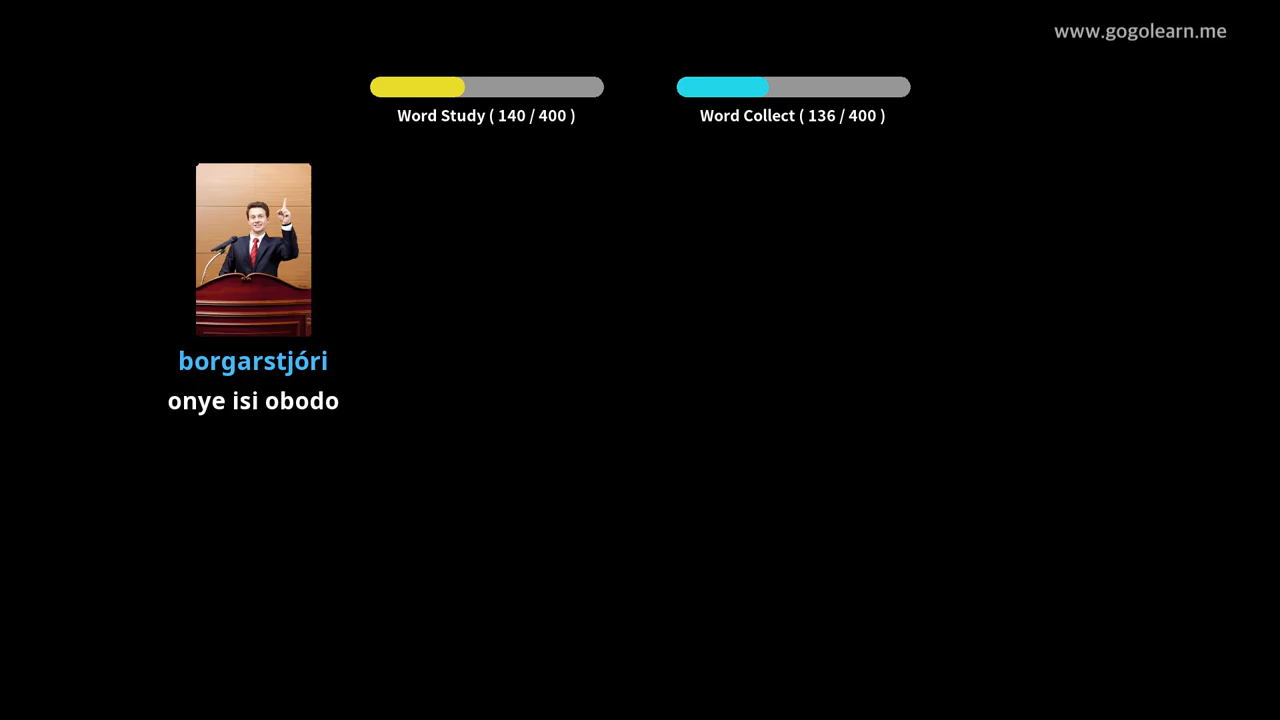 www.gogolearn.me
Word Study ( 140 / 400 )
Word Collect ( 136 / 400 )
borgarstjóri
onye isi obodo